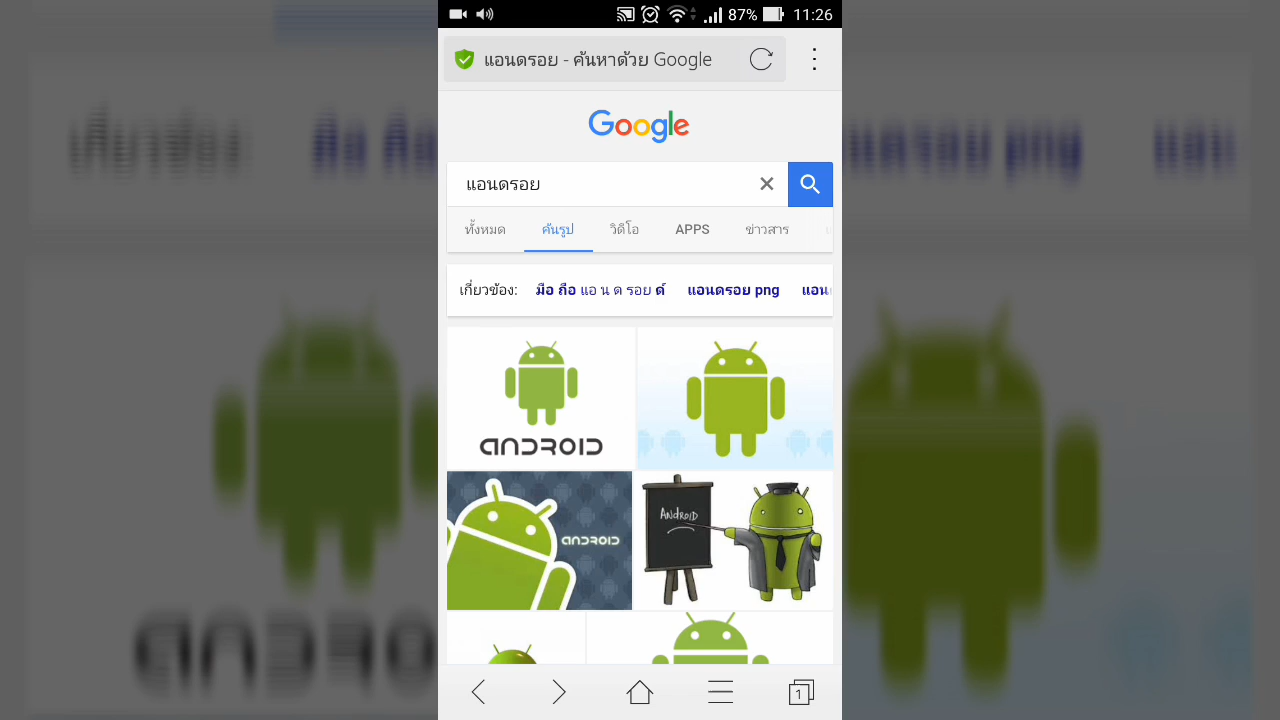 87% 11:26
แอนดรอย - ค้นหาด้วย Google
Google
แอนดรอย
ทั้งหมด ค้นรูป วิดีโอ APPS ข่าวสาร
เกี่ยวข้อง: มือ ถือ แอ น ด รอย ด์ แอนดรอย png แอน
ANDROID
ANDROID
ANDROID
1